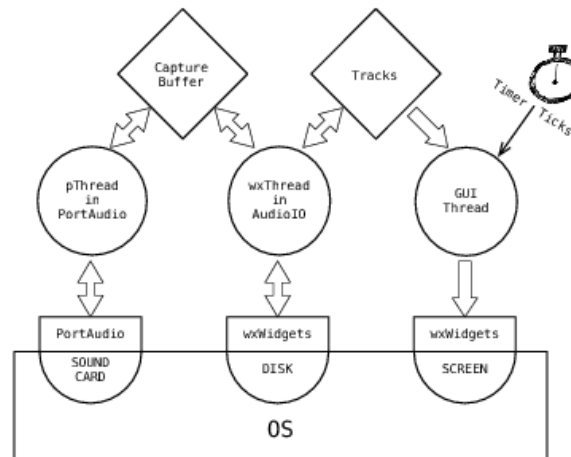 Capture
Buffer
Tracks
Timer Ticks
pThread
in
PortAudio
wxThread
in
AudioIO
GUI
Thread
PortAudio
wxWidgets
wxWidgets
SOUND
CARD
DISK
SCREEN
OS